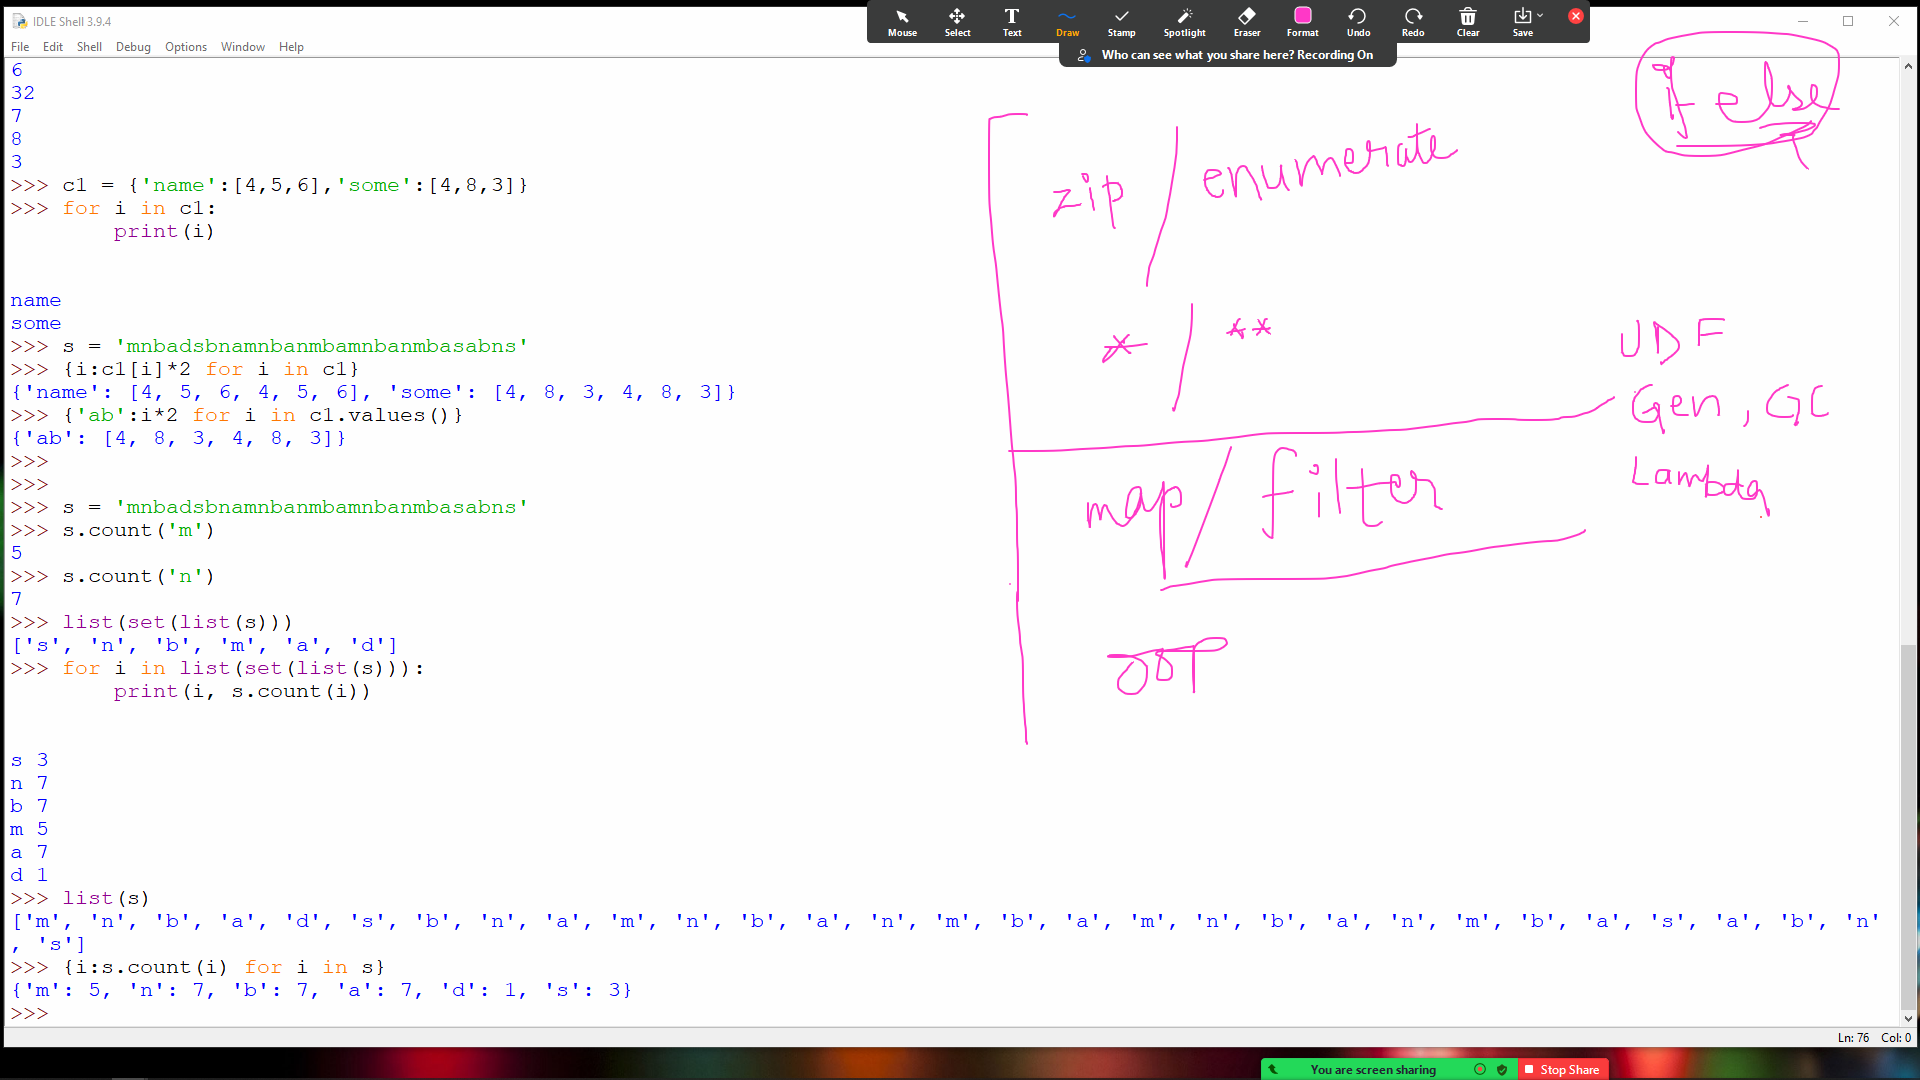 IDLE Shell 3.9.4
File Edit Shell Debug Options Window Help
Mouse Select Text Draw Stamp Spotlight Eraser Format Undo Redo Clear Save
Who can see what you share here? Recording On
6
32
7
8
3
>>> c1 = {'name':[4,5,6],'some':[4,8,3]}
>>> for i in c1:
        print(i)
name
some
>>> s = 'mnbadsbnamnbanmbamnbanmbasabns'
>>> {i:c1[i]*2 for i in c1}
{'name': [4, 5, 6, 4, 5, 6], 'some': [4, 8, 3, 4, 8, 3]}
>>> {'ab':i*2 for i in c1.values()}
{'ab': [4, 8, 3, 4, 8, 3]}
>>>
>>>
>>> s = 'mnbadsbnamnbanmbamnbanmbasabns'
>>> s.count('m')
5
>>> s.count('n')
7
>>> list(set(list(s)))
['s', 'n', 'b', 'm', 'a', 'd']
>>> for i in list(set(list(s))):
        print(i, s.count(i))
s 3
n 7
b 7
m 5
a 7
d 1
>>> list(s)
['m', 'n', 'b', 'a', 'd', 's', 'b', 'n', 'a', 'm', 'n', 'b', 'a', 'n', 'm', 'b', 'a', 'm', 'n', 'b', 'a', 'n', 'm', 'b', 'a', 's', 'a', 'b', 'n'
, 's']
>>> {i:s.count(i) for i in s}
{'m': 5, 'n': 7, 'b': 7, 'a': 7, 'd': 1, 's': 3}
>>>
if else
zip / enumerate
* / **
UDF
Gen, GC
Lambda
map / filter
Ln: 76 Col: 0
You are screen sharing Stop Share